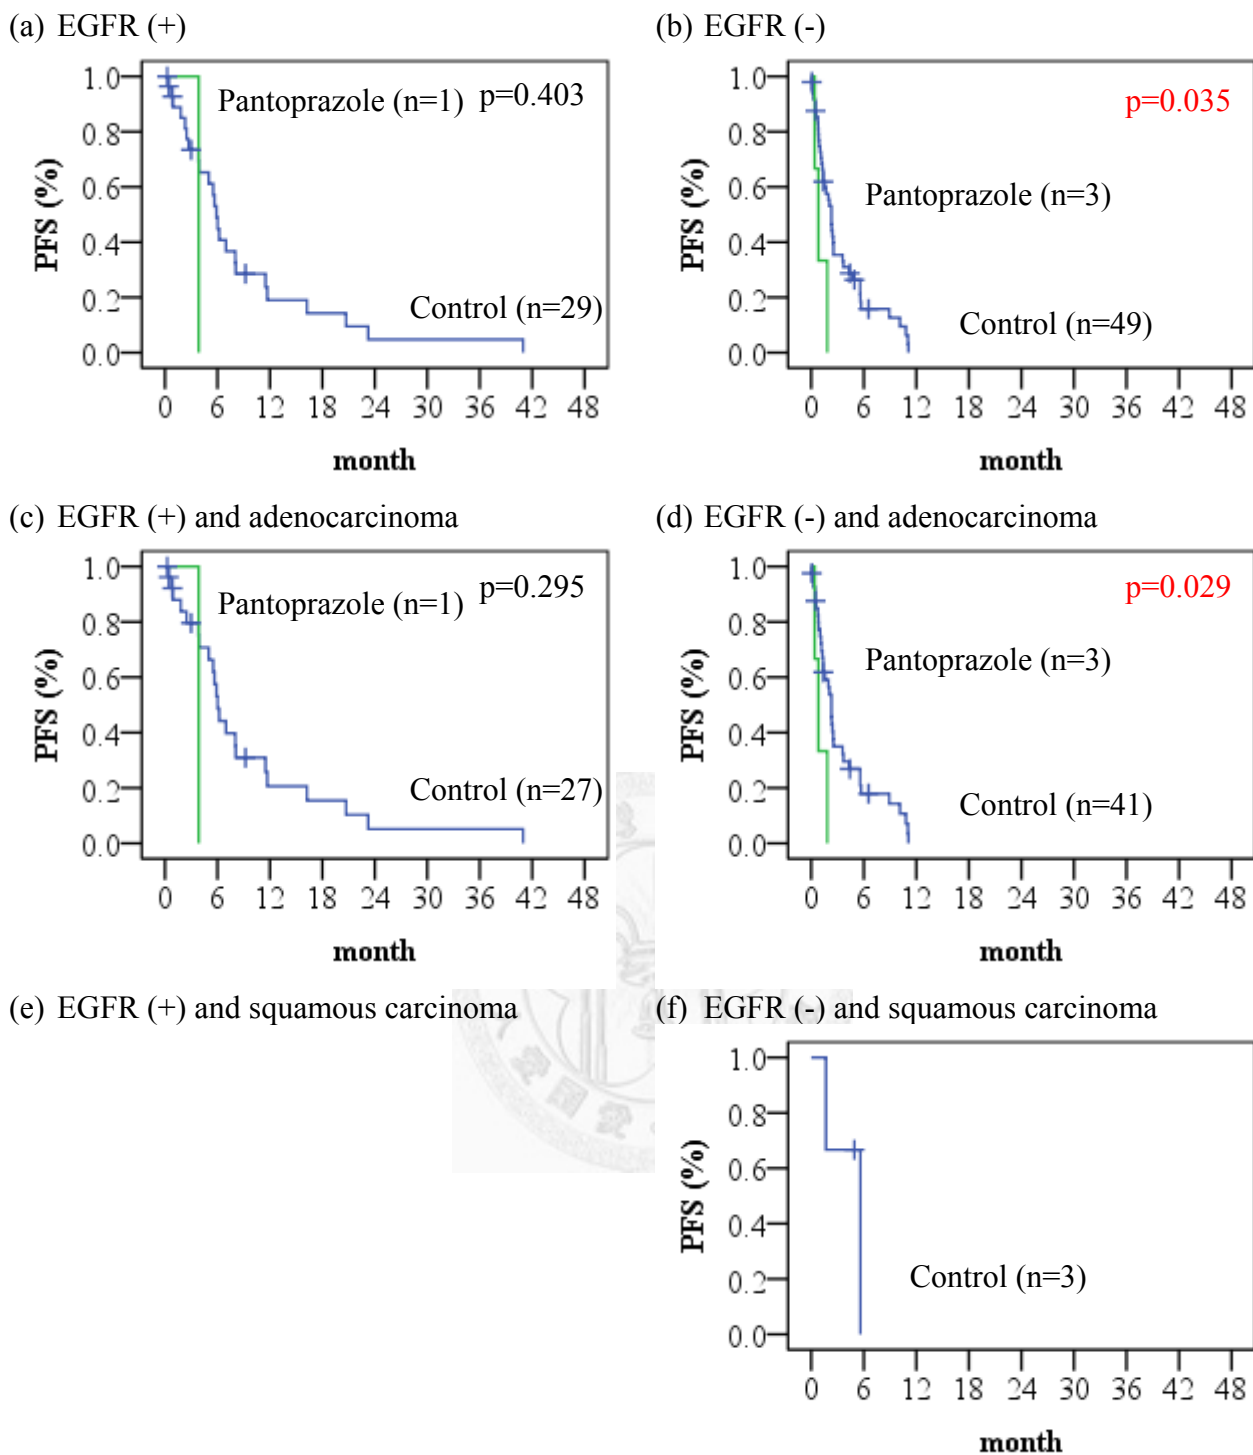 (a) EGFR (+)
(b) EGFR (-)
1.0
0.8
0.6
0.4
0.2
0.0
PFS (%)
Pantoprazole (n=1)
p=0.403
Control (n=29)
0 6 12 18 24 30 36 42 48
month
1.0
0.8
0.6
0.4
0.2
0.0
PFS (%)
p=0.035
Pantoprazole (n=3)
Control (n=49)
0 6 12 18 24 30 36 42 48
month
(c) EGFR (+) and adenocarcinoma
(d) EGFR (-) and adenocarcinoma
1.0
0.8
0.6
0.4
0.2
0.0
PFS (%)
Pantoprazole (n=1)
p=0.295
Control (n=27)
0 6 12 18 24 30 36 42 48
month
1.0
0.8
0.6
0.4
0.2
0.0
PFS (%)
p=0.029
Pantoprazole (n=3)
Control (n=41)
0 6 12 18 24 30 36 42 48
month
(e) EGFR (+) and squamous carcinoma
(f) EGFR (-) and squamous carcinoma
1.0
0.8
0.6
0.4
0.2
0.0
PFS (%)
Control (n=3)
0 6 12 18 24 30 36 42 48
month
愛國愛